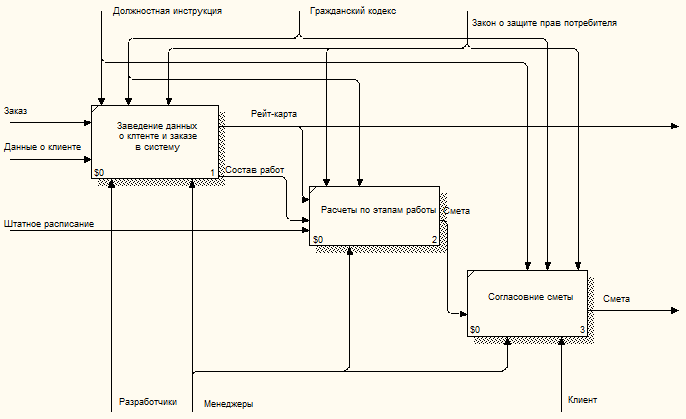 Должностная инструкция
Гражданский кодекс
Закон о защите прав потребителя
Заказ
Данные о клиенте
Заведение данных
о клтенте и заказе
в систему
$0
1
Рейт-карта
Состав работ
Штатное расписание
Расчеты по этапам работы
$0
2
Смета
Согласовние сметы
$0
3
Смета
Разработчики
Менеджеры
Клиент